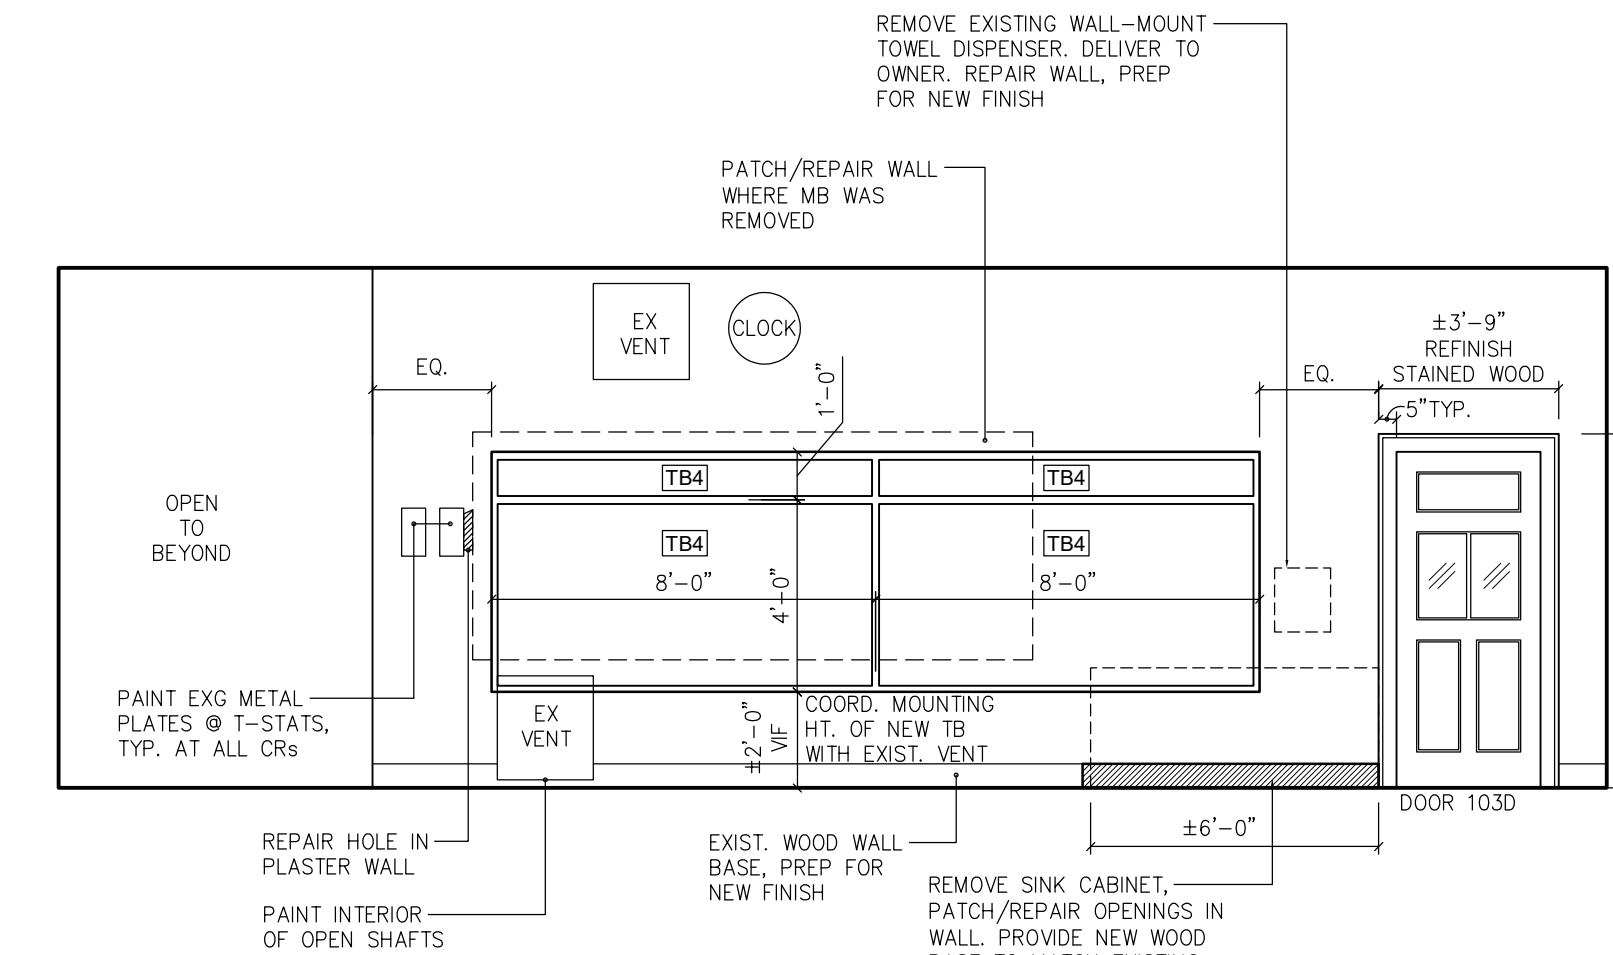 REMOVE EXISTING WALL-MOUNT
TOWEL DISPENSER. DELIVER TO
OWNER. REPAIR WALL, PREP
FOR NEW FINISH
PATCH/REPAIR WALL
WHERE MB WAS
REMOVED
EX
VENT
CLOCK
±3'-9"
REFINISH
STAINED WOOD
EQ.
1'-0"
EQ.
5"TYP.
TB4
TB4
OPEN
TO
BEYOND
TB4
TB4
8'-0"
4'-0"
8'-0"
PAINT EXG METAL
PLATES @ T-STATS,
TYP. AT ALL CRs
EX
VENT
±2'-0"
VIF
COORD. MOUNTING
HT. OF NEW TB
WITH EXIST. VENT
DOOR 103D
±6'-0"
REPAIR HOLE IN
PLASTER WALL
EXIST. WOOD WALL
BASE, PREP FOR
NEW FINISH
PAINT INTERIOR
OF OPEN SHAFTS
REMOVE SINK CABINET,
PATCH/REPAIR OPENINGS IN
WALL. PROVIDE NEW WOOD